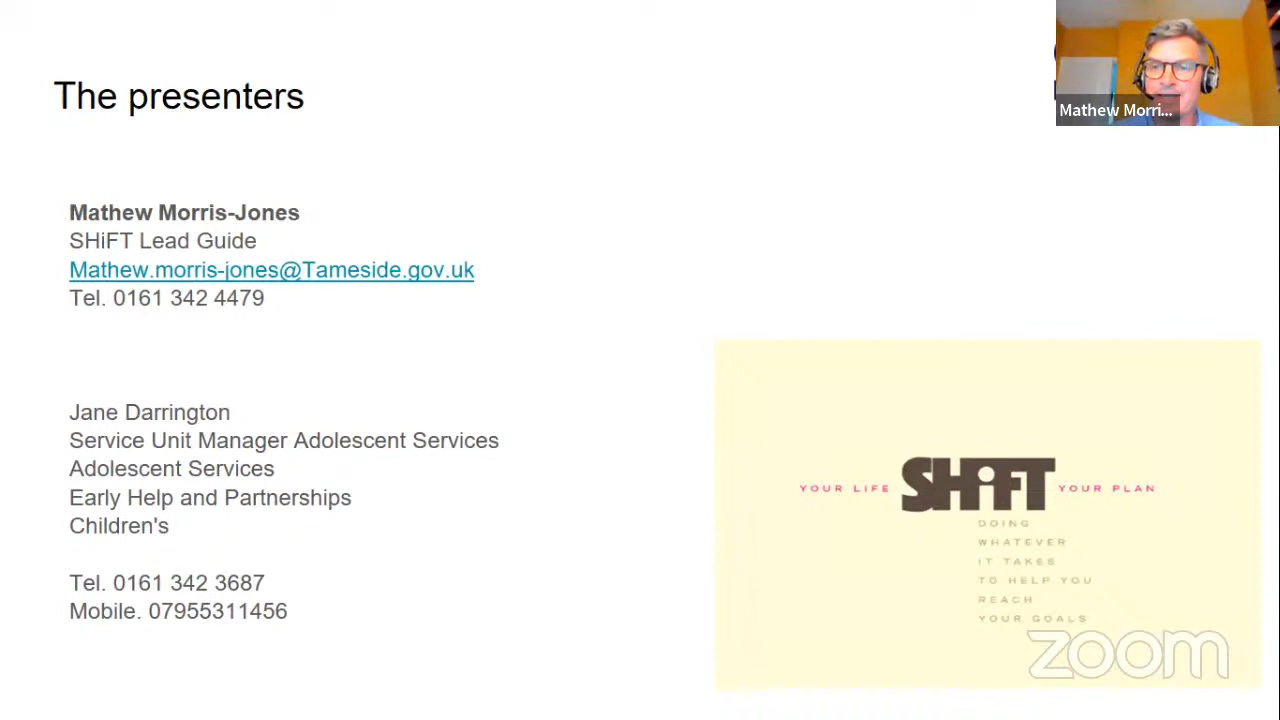 The presenters
Mathew Morri...
Mathew Morris-Jones
SHiFT Lead Guide
Mathew.morris-jones@Tameside.gov.uk
Tel. 0161 342 4479
Jane Darrington
Service Unit Manager Adolescent Services
Adolescent Services
Early Help and Partnerships
Children's
Tel. 0161 342 3687
Mobile. 07955311456
YOUR LIFE SHiFT YOUR PLAN
DOING
WHATEVER
IT TAKES
TO HELP YOU
REACH
YOUR GOALS
zoom